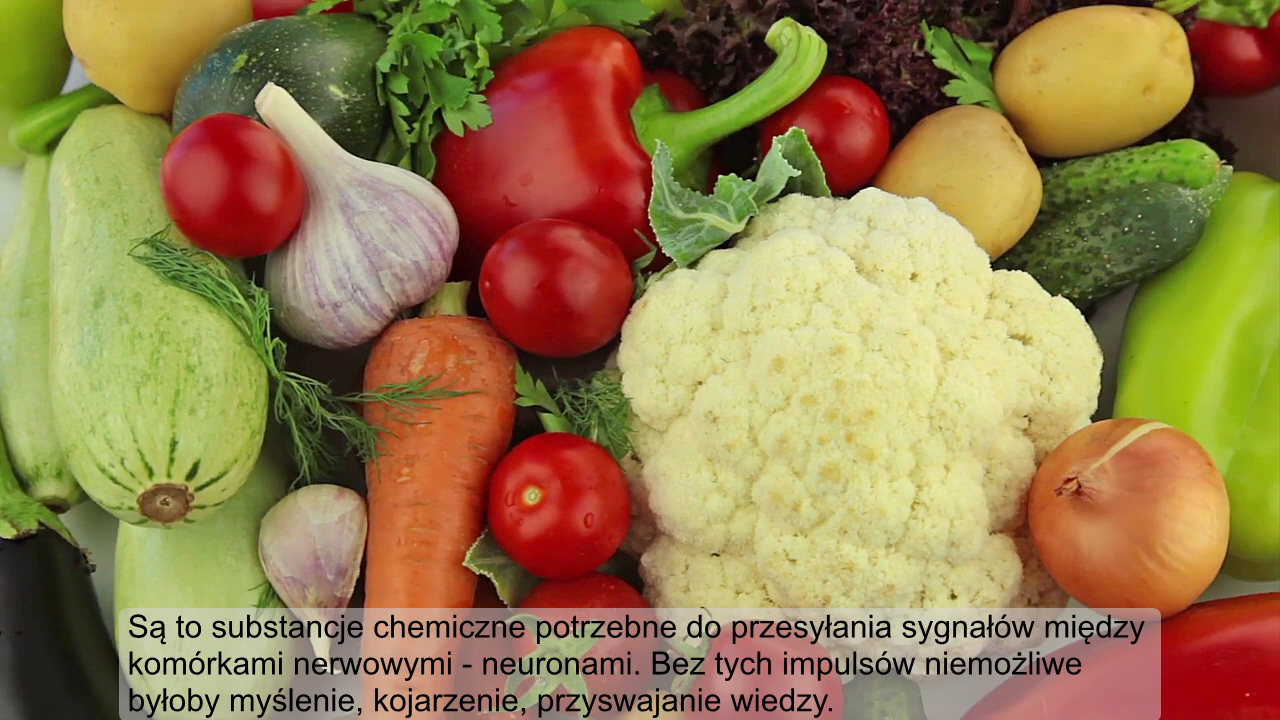 Są to substancje chemiczne potrzebne do przesyłania sygnałów między
komórkami nerwowymi - neuronami. Bez tych impulsów niemożliwe
byłoby myślenie, kojarzenie, przyswajanie wiedzy.